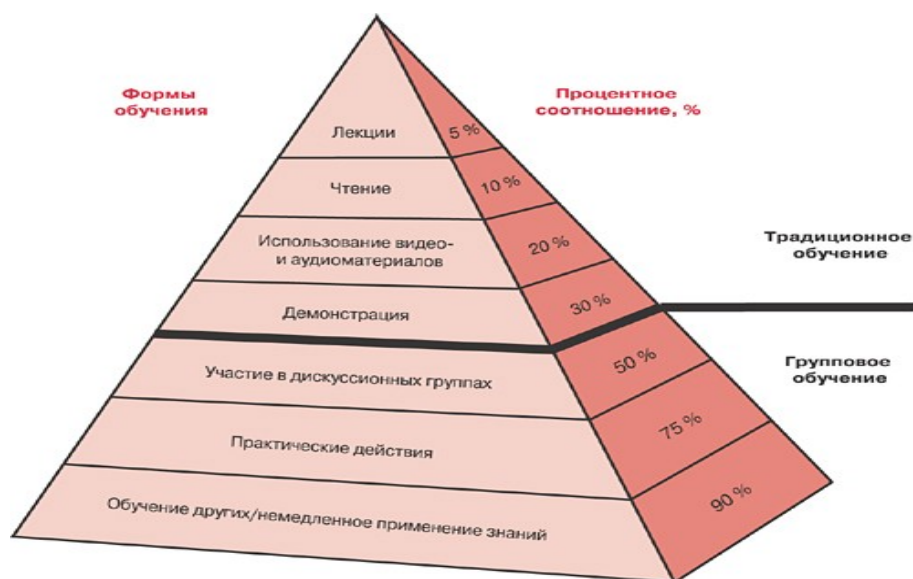 Формы
обучения
Процентное
соотношение, %
Лекции
5 %
Чтение
10 %
Использование видео-
и аудиоматериалов
20 %
Традиционное
обучение
Демонстрация
30 %
Участие в дискуссионных группах
50 %
Групповое
обучение
Практические действия
75 %
Обучение других/немедленное применение знаний
90 %